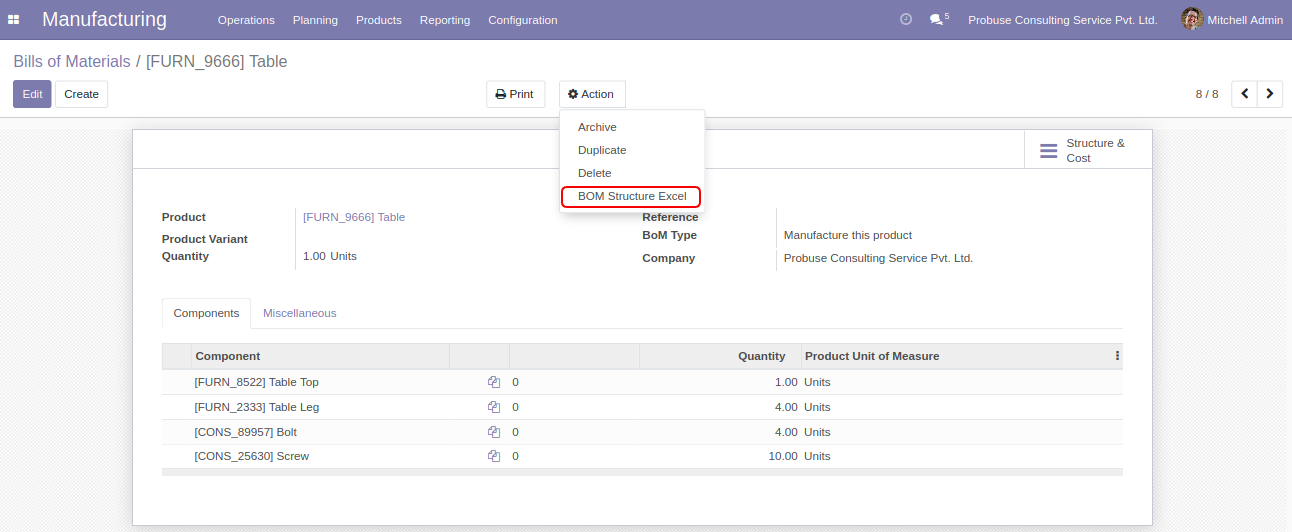 Manufacturing Operations Planning Products Reporting Configuration 5 Probuse Consulting Service Pvt. Ltd. Mitchell Admin
Bills of Materials / [FURN_9666] Table
Edit Create Print Action 8 / 8
Archive
Duplicate
Delete
BOM Structure Excel
Structure &
Cost
Product [FURN_9666] Table
Product Variant
Quantity 1.00 Units
Reference
BoM Type Manufacture this product
Company Probuse Consulting Service Pvt. Ltd.
Components Miscellaneous
Component Quantity Product Unit of Measure
[FURN_8522] Table Top 0 1.00 Units
[FURN_2333] Table Leg 0 4.00 Units
[CONS_89957] Bolt 0 4.00 Units
[CONS_25630] Screw 0 10.00 Units